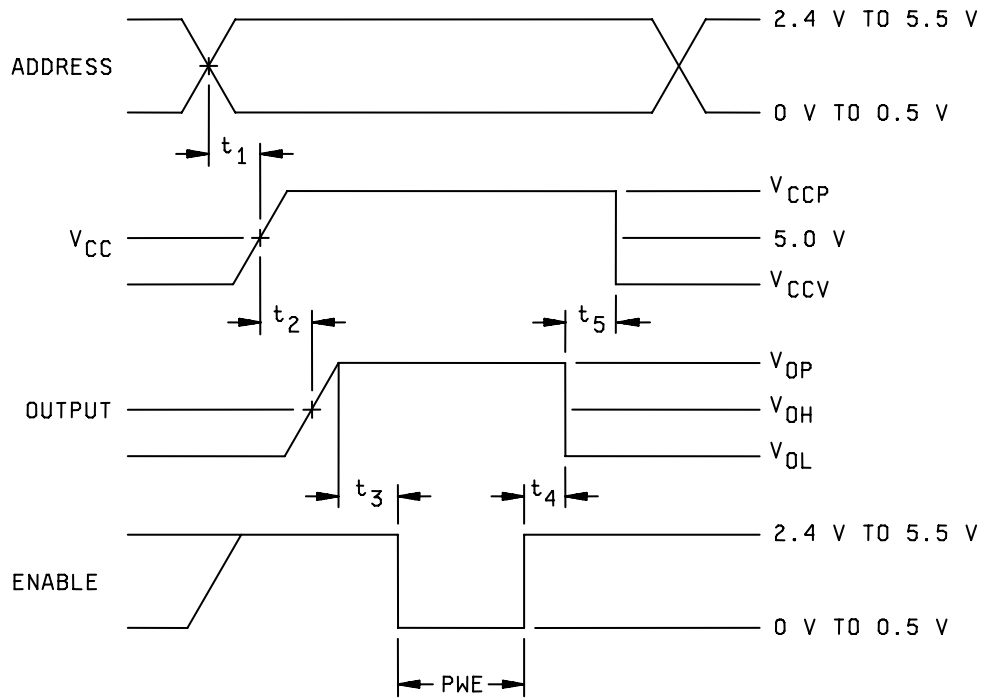 2.4 V TO 5.5 V
ADDRESS
0 V TO 0.5 V
t1
VCCP
VCC
5.0 V
VCCV
t2
t5
VOP
OUTPUT
VOH
VOL
t3
t4
2.4 V TO 5.5 V
ENABLE
0 V TO 0.5 V
PWE